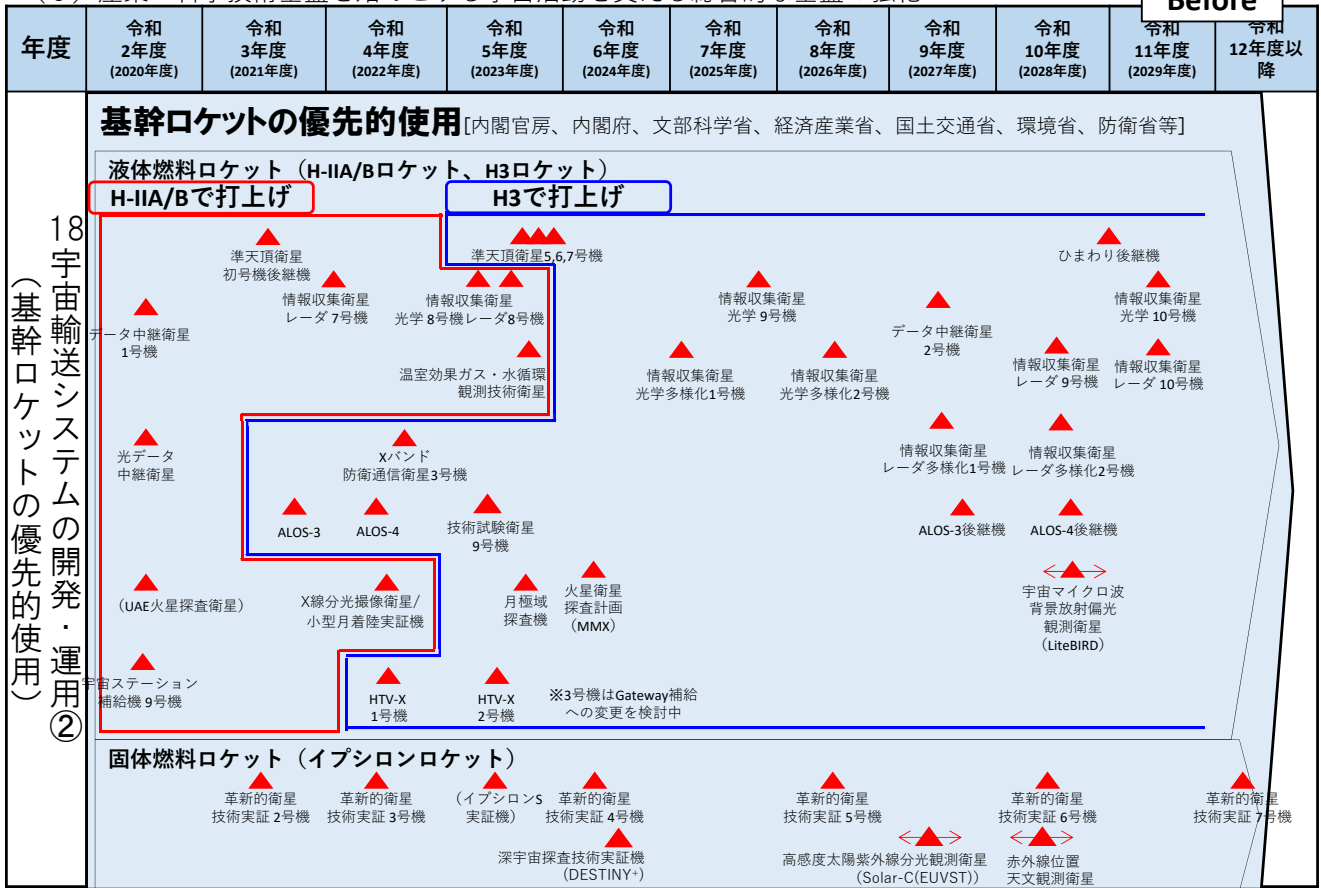 Before
年度
令和
2年度
(2020年度)
令和
3年度
(2021年度)
令和
4年度
(2022年度)
令和
5年度
(2023年度)
令和
6年度
(2024年度)
令和
7年度
(2025年度)
令和
8年度
(2026年度)
令和
9年度
(2027年度)
令和
10年度
(2028年度)
令和
11年度
(2029年度)
令和
12年度以
降
18宇宙輸送システムの開発・運用②
(基幹ロケットの優先的使用)
基幹ロケットの優先的使用[内閣官房、内閣府、文部科学省、経済産業省、国土交通省、環境省、防衛省等]
液体燃料ロケット(H-IIA/Bロケット、H3ロケット)
H-IIA/Bで打上げ
H3で打上げ
準天頂衛星
初号機後継機
準天頂衛星5,6,7号機
ひまわり後継機
データ中継衛星
1号機
情報収集衛星
レーダ7号機
情報収集衛星
光学8号機レーダ8号機
情報収集衛星
光学 9号機
データ中継衛星
2号機
情報収集衛星
光学 10号機
温室効果ガス・水循環
観測技術衛星
情報収集衛星
光学多様化1号機
情報収集衛星
光学多様化2号機
情報収集衛星
レーダ 9号機
情報収集衛星
レーダ 10号機
光データ
中継衛星
Xバンド
防衛通信衛星3号機
情報収集衛星
レーダ多様化1号機
情報収集衛星
レーダ多様化2号機
ALOS-3
ALOS-4
技術試験衛星
9号機
ALOS-3後継機
ALOS-4後継機
(UAE火星探査衛星)
X線分光撮像衛星/
小型月着陸実証機
月極域
探査機
火星衛星
探査計画
(MMX)
宇宙マイクロ波
背景放射偏光
観測衛星
(LiteBIRD)
宇宙ステーション
補給機 9号機
HTV-X
1号機
HTV-X
2号機
※3号機はGateway補給
への変更を検討中
固体燃料ロケット(イプシロンロケット)
革新的衛星
技術実証 2号機
革新的衛星
技術実証 3号機
(イプシロンS
実証機)
革新的衛星
技術実証 4号機
革新的衛星
技術実証 5号機
革新的衛星
技術実証 6号機
革新的衛星
技術実証 7号機
深宇宙探査技術実証機
(DESTINY+)
高感度太陽紫外線分光観測衛星
(Solar-C(EUVST))
赤外線位置
天文観測衛星